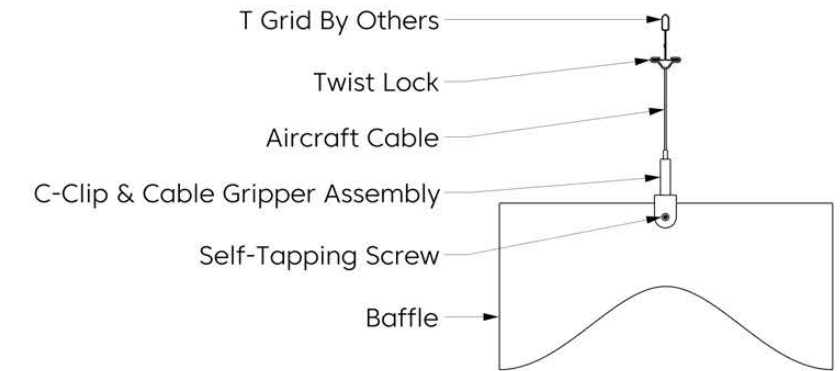 T Grid By Others
Twist Lock
Aircraft Cable
C-Clip & Cable Gripper Assembly
Self-Tapping Screw
Baffle